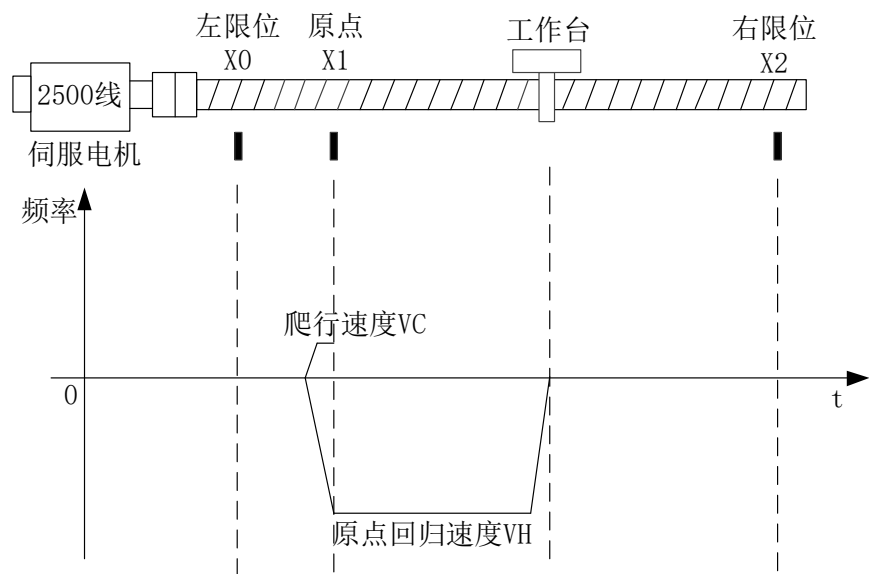 左限位
X0
原点
X1
工作台
右限位
X2
2500线
伺服电机
频率
爬行速度VC
0
t
原点回归速度VH